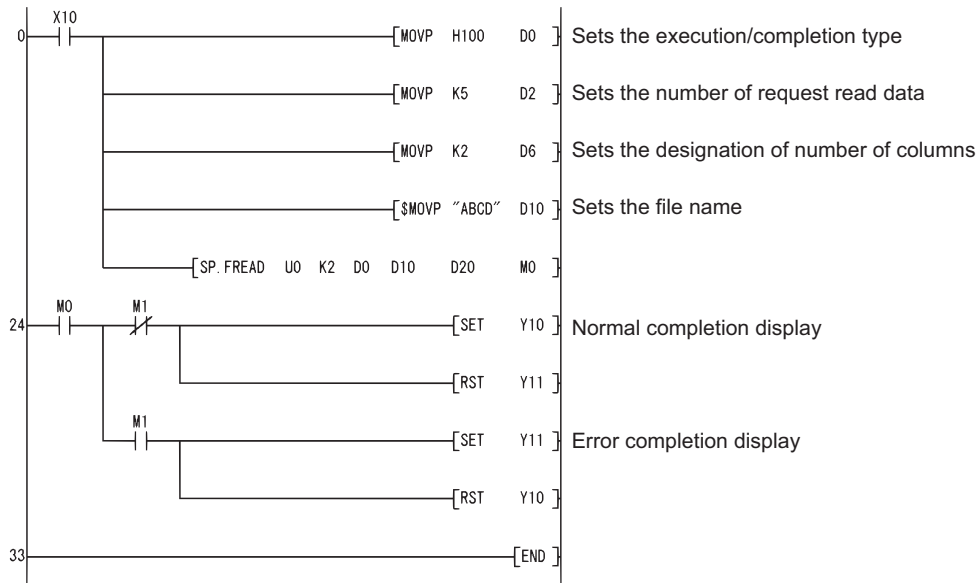 X10
0 [MOVP H100 D0] Sets the execution/completion type
[MOVP K5 D2] Sets the number of request read data
[MOVP K2 D6] Sets the designation of number of columns
[$MOVP "ABCD" D10] Sets the file name
[SP.FREAD U0 K2 D0 D10 D20 M0]
M0 M1
24 [SET Y10] Normal completion display
[RST Y11]
M1
[SET Y11] Error completion display
[RST Y10]
33 [END]